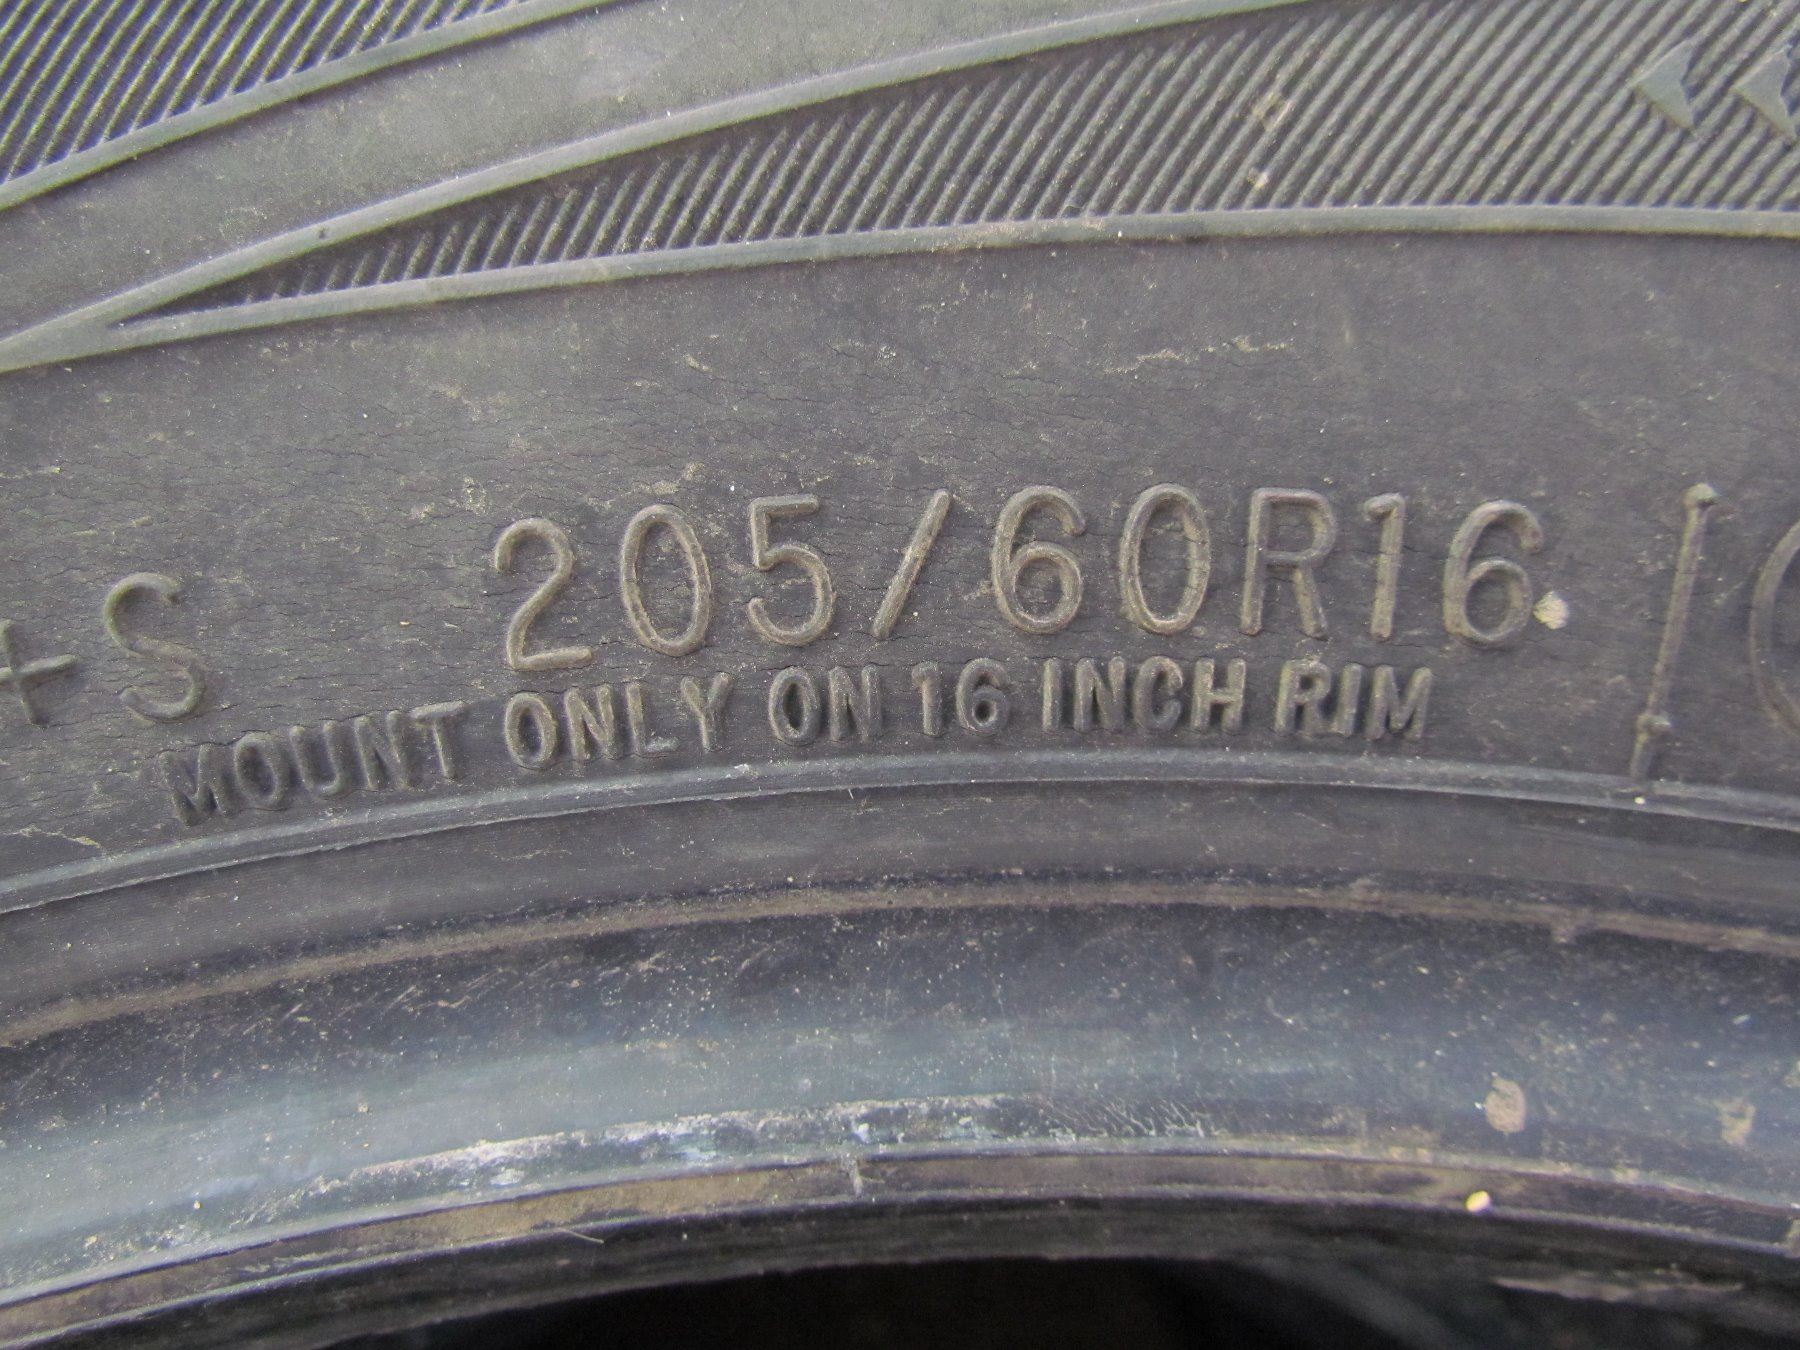 +S 205/60R16
MOUNT ONLY ON 16 INCH RIM